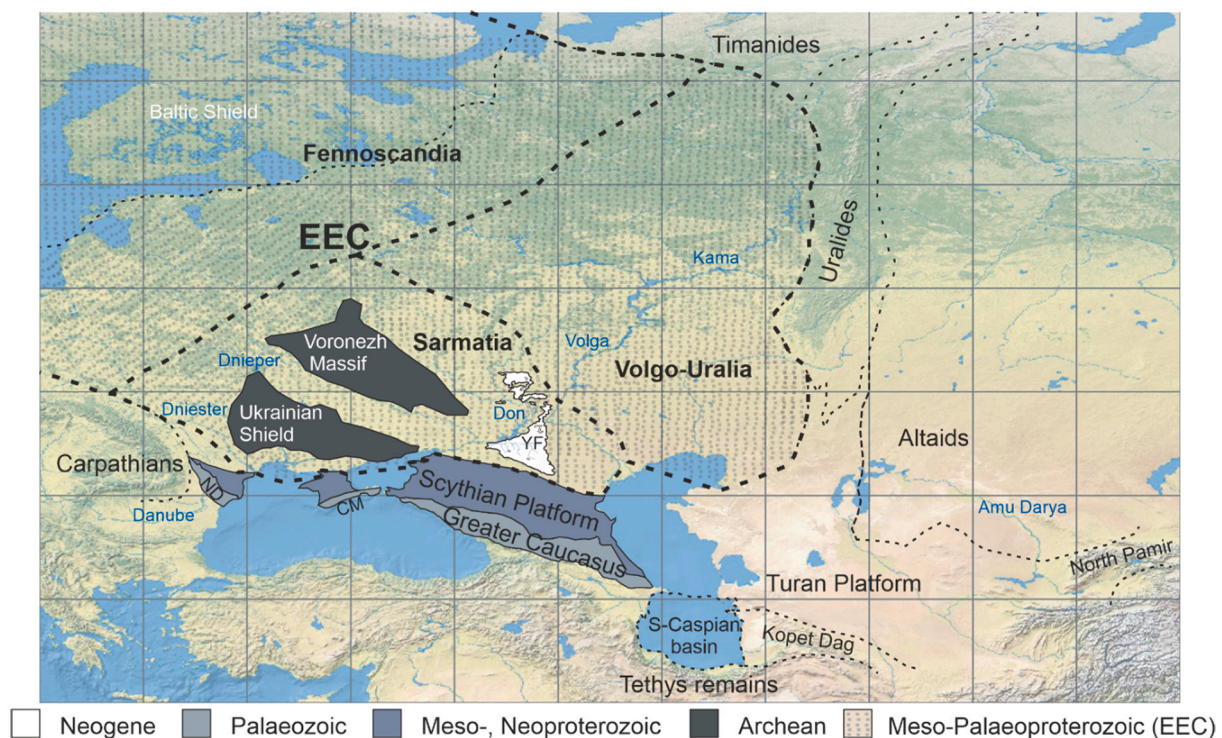 Timanides
Baltic Shield
Fennoscandia
EEC
Uralides
Kama
Voronezh
Massif
Sarmatia
Volga
Dnieper
Volgo-Uralia
Dniester
Ukrainian
Shield
Don
YF
Altaids
Carpathians
ND
CM
Scythian Platform
Danube
Amu Darya
Greater Caucasus
North Pamir
Turan Platform
S-Caspian
basin
Kopet Dag
Tethys remains
Neogene Palaeozoic Meso-, Neoproterozoic Archean Meso-Palaeoproterozoic (EEC)